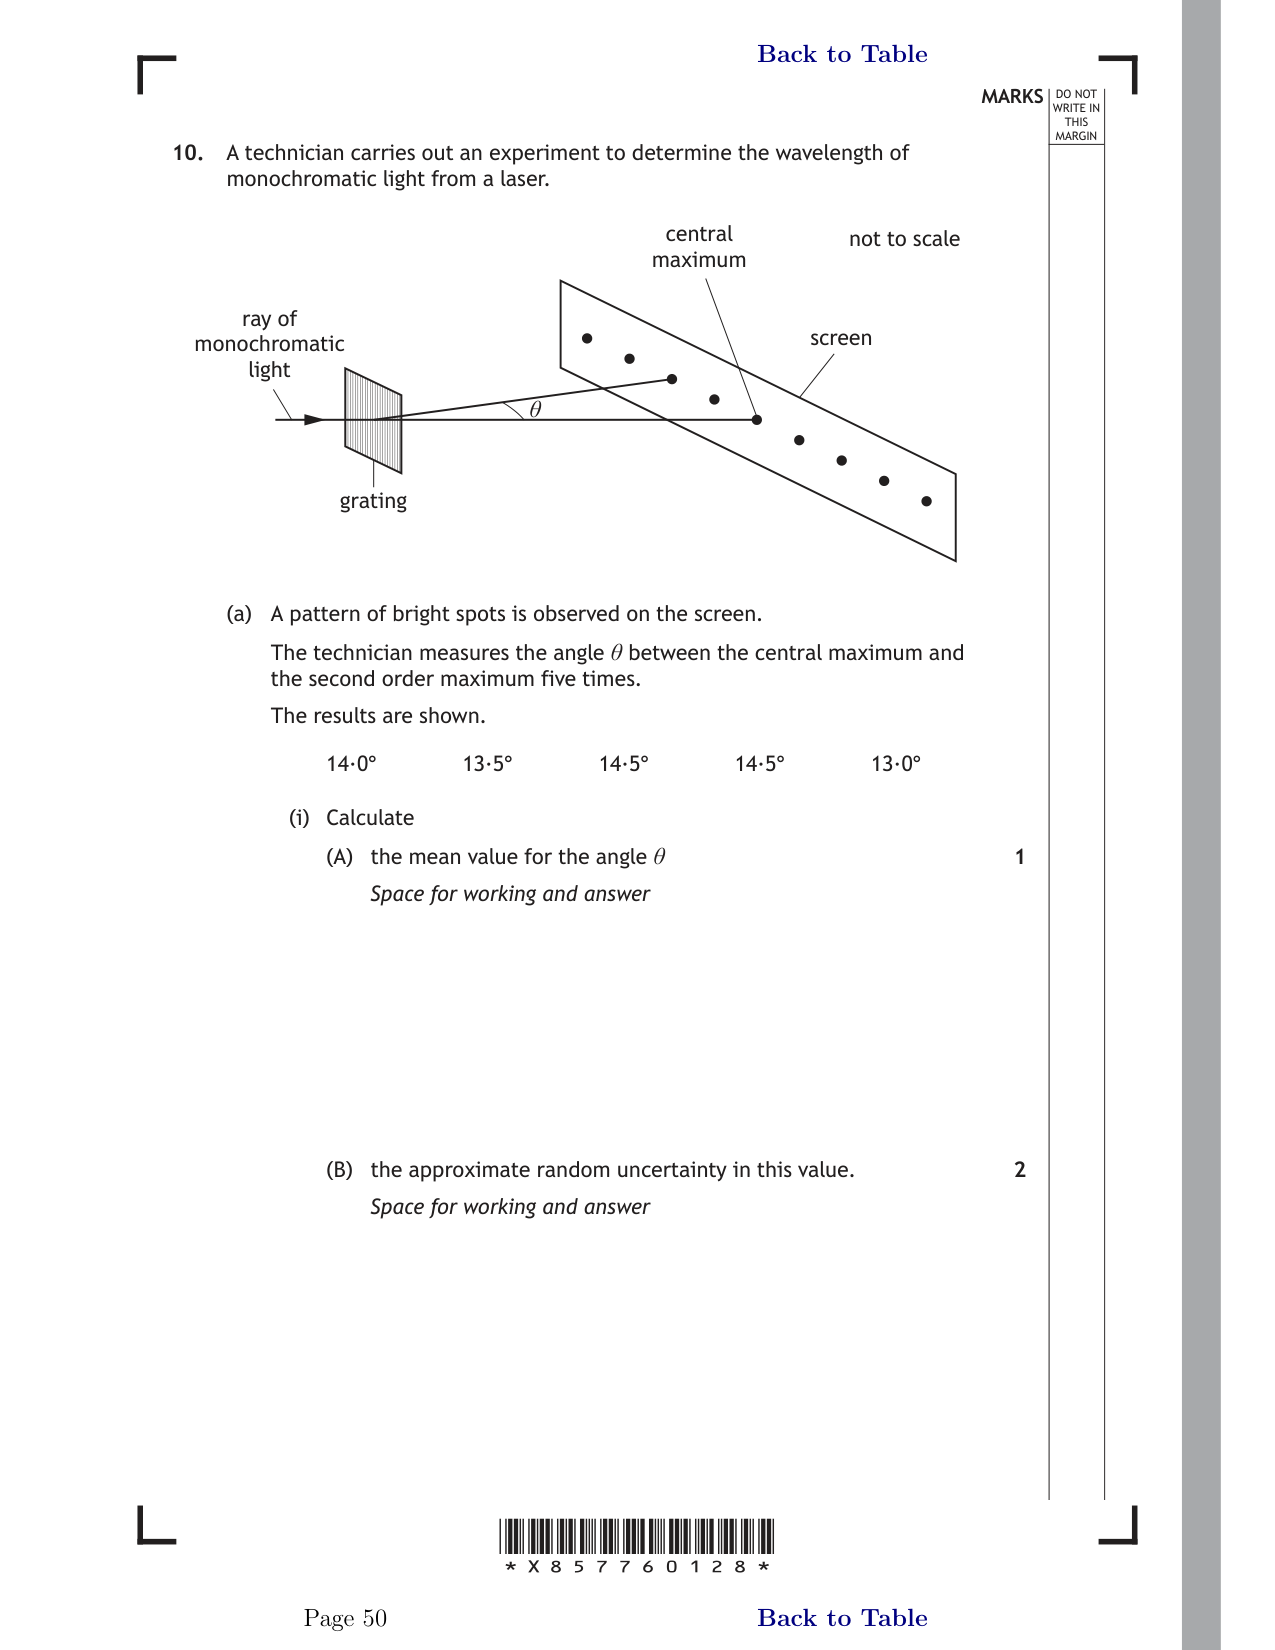 Back to Table
MARKS
DO NOT
WRITE IN
THIS
MARGIN
10. A technician carries out an experiment to determine the wavelength of
monochromatic light from a laser.
central
maximum
not to scale
ray of
monochromatic
light
screen
θ
grating
(a) A pattern of bright spots is observed on the screen.
The technician measures the angle θ between the central maximum and
the second order maximum five times.
The results are shown.
14·0° 13·5° 14·5° 14·5° 13·0°
(i) Calculate
(A) the mean value for the angle θ 1
Space for working and answer
(B) the approximate random uncertainty in this value. 2
Space for working and answer
* X 8 5 7 7 6 0 1 2 8 *
Page 50 Back to Table